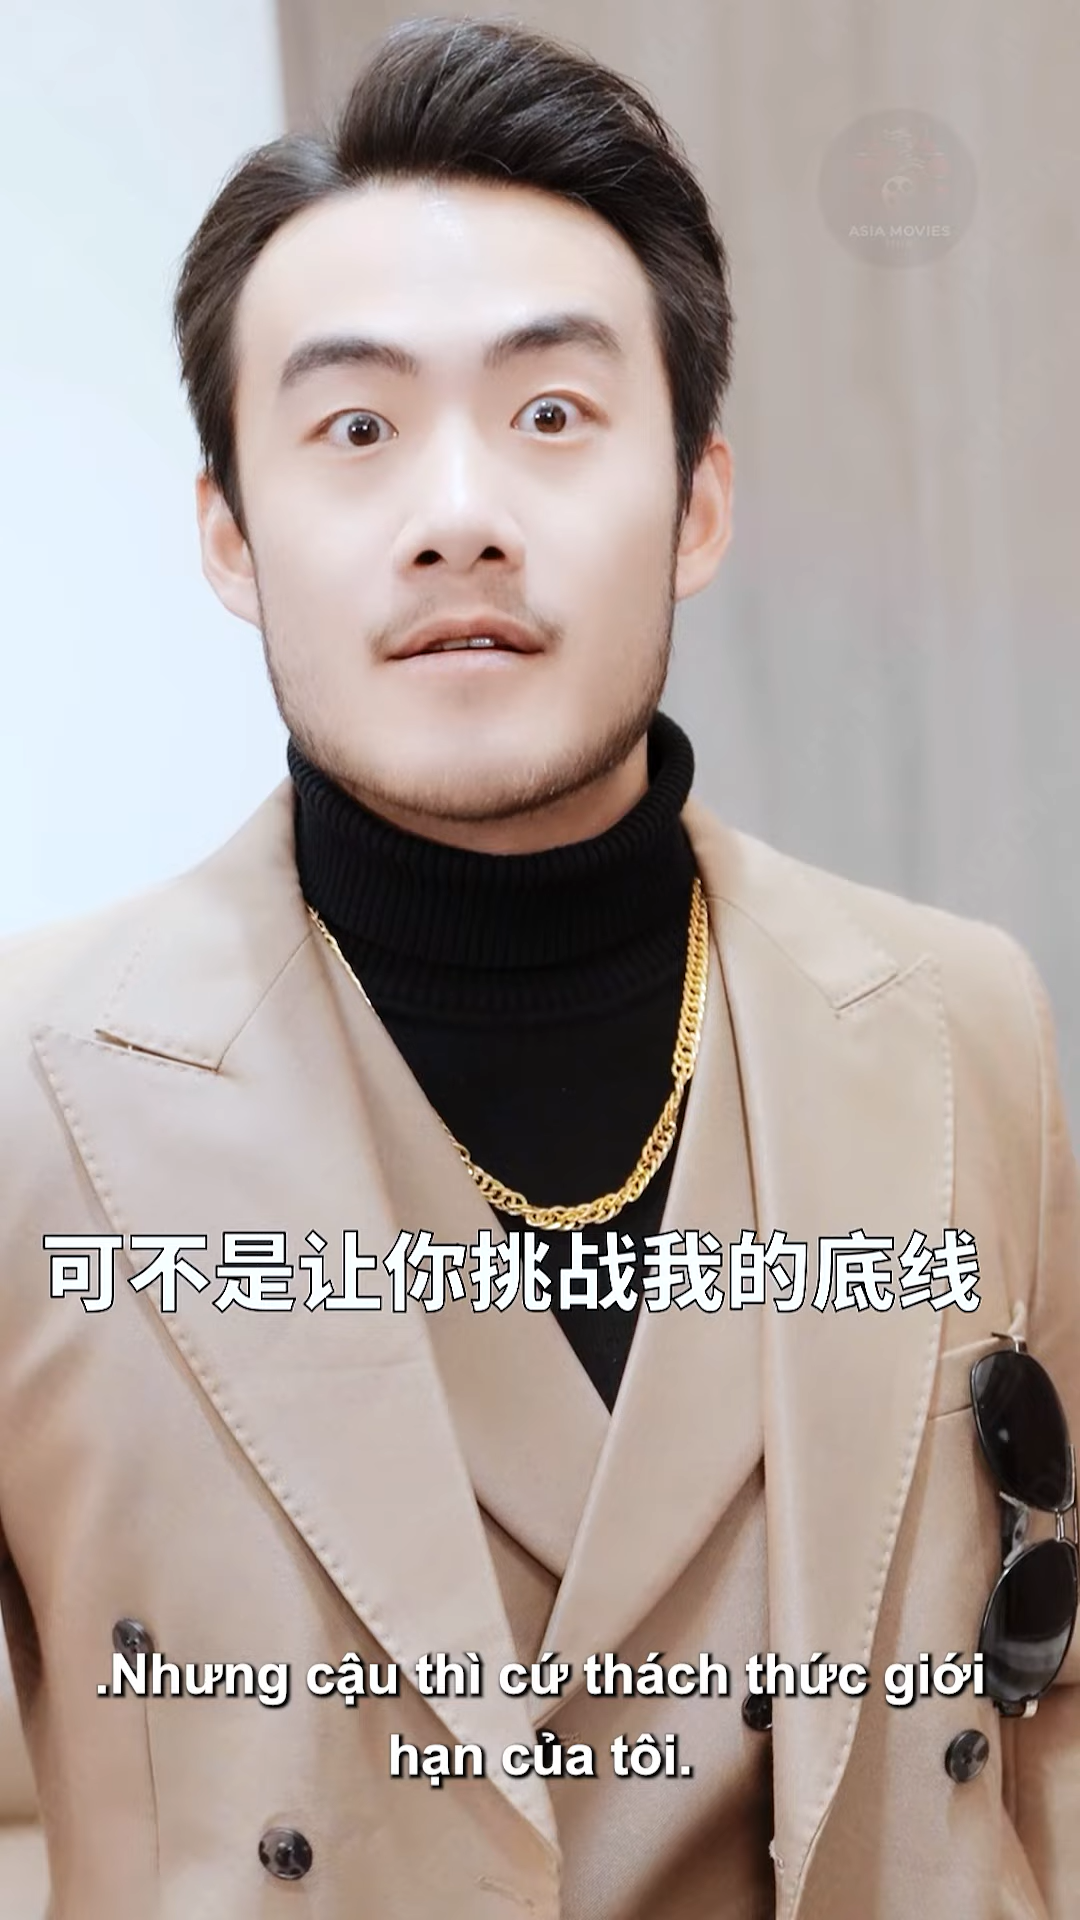 ASIA MOVIES
可不是让你挑战我的底线
.Nhưng cậu thì cứ thách thức giới
hạn của tôi.